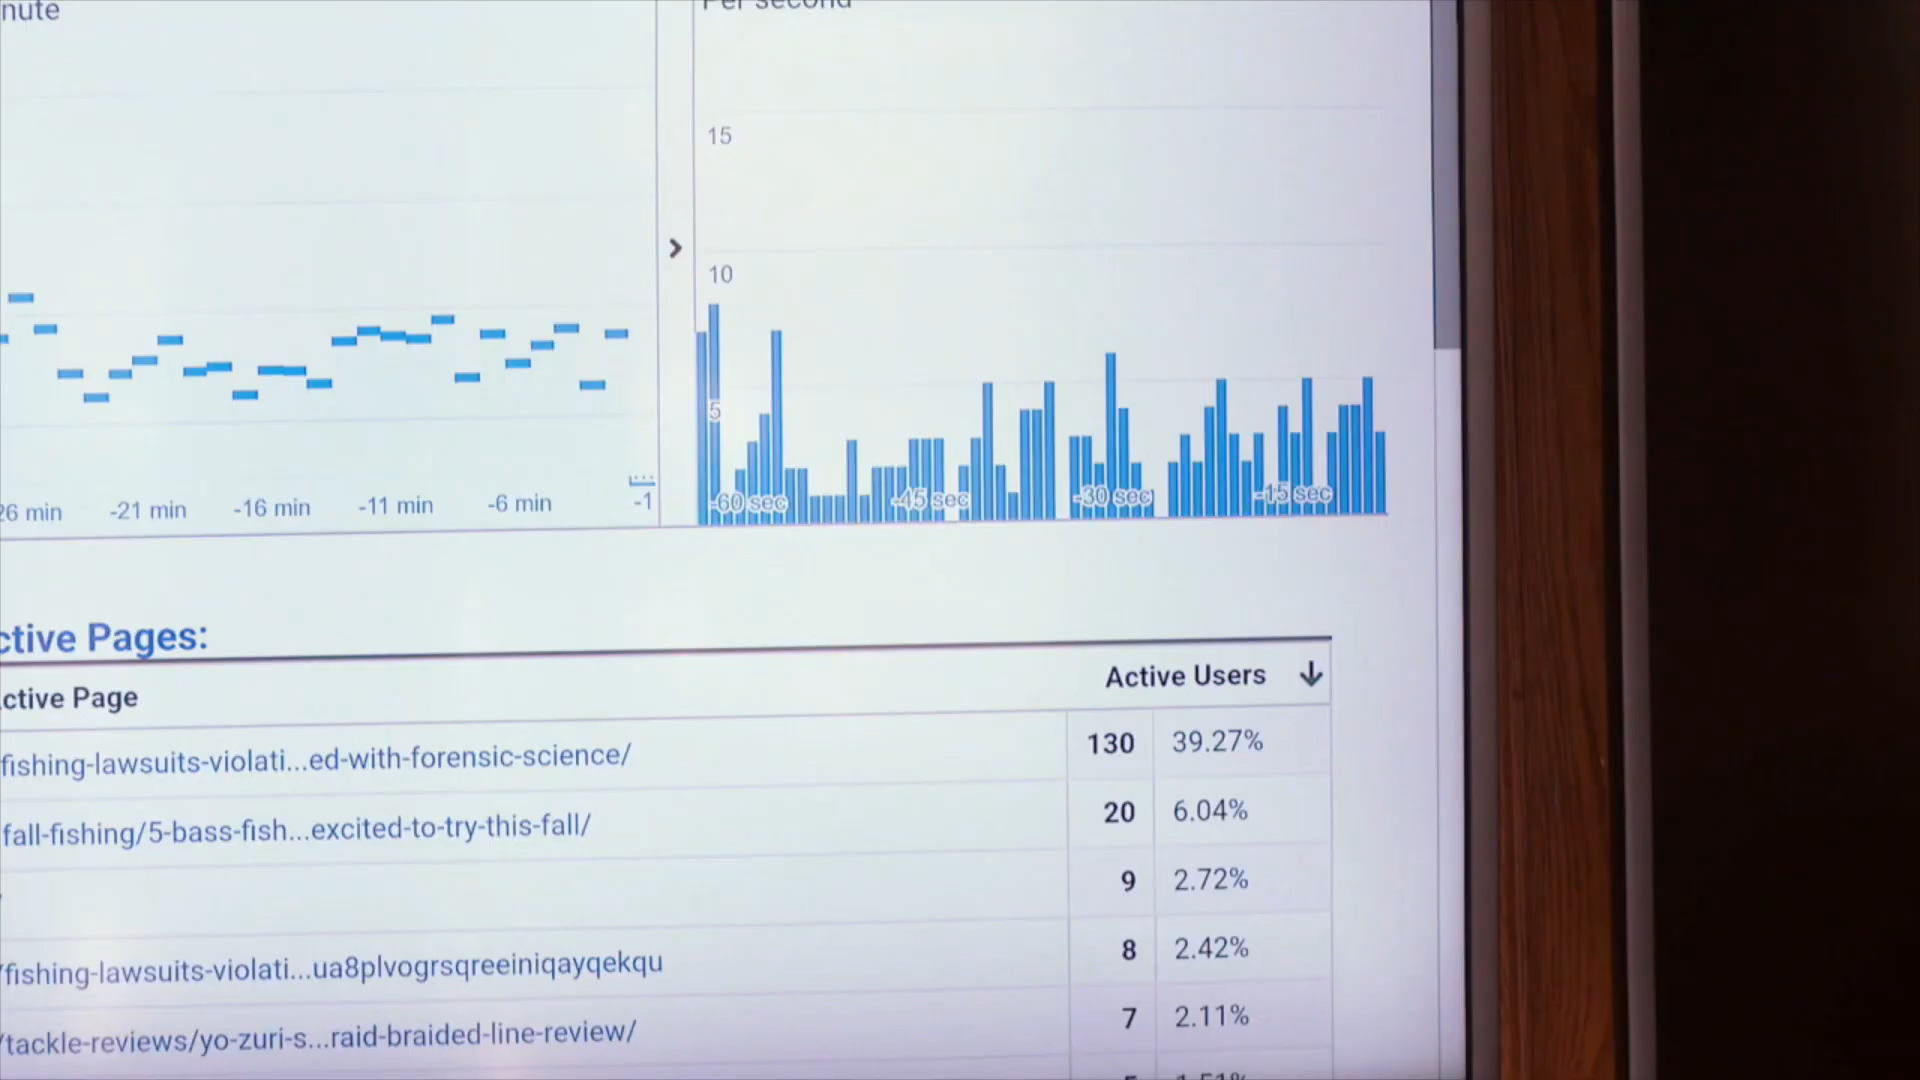 nute
Per second
15
10
5
26 min -21 min -16 min -11 min -6 min -1
-60 sec -45 sec -30 sec -15 sec
ctive Pages:
ctive Page Active Users
fishing-lawsuits-violati...ed-with-forensic-science/ 130 39.27%
fall-fishing/5-bass-fish...excited-to-try-this-fall/ 20 6.04%
9 2.72%
/fishing-lawsuits-violati...ua8plvogrsqreeiniqayqekqu 8 2.42%
/tackle-reviews/yo-zuri-s...raid-braided-line-review/ 7 2.11%